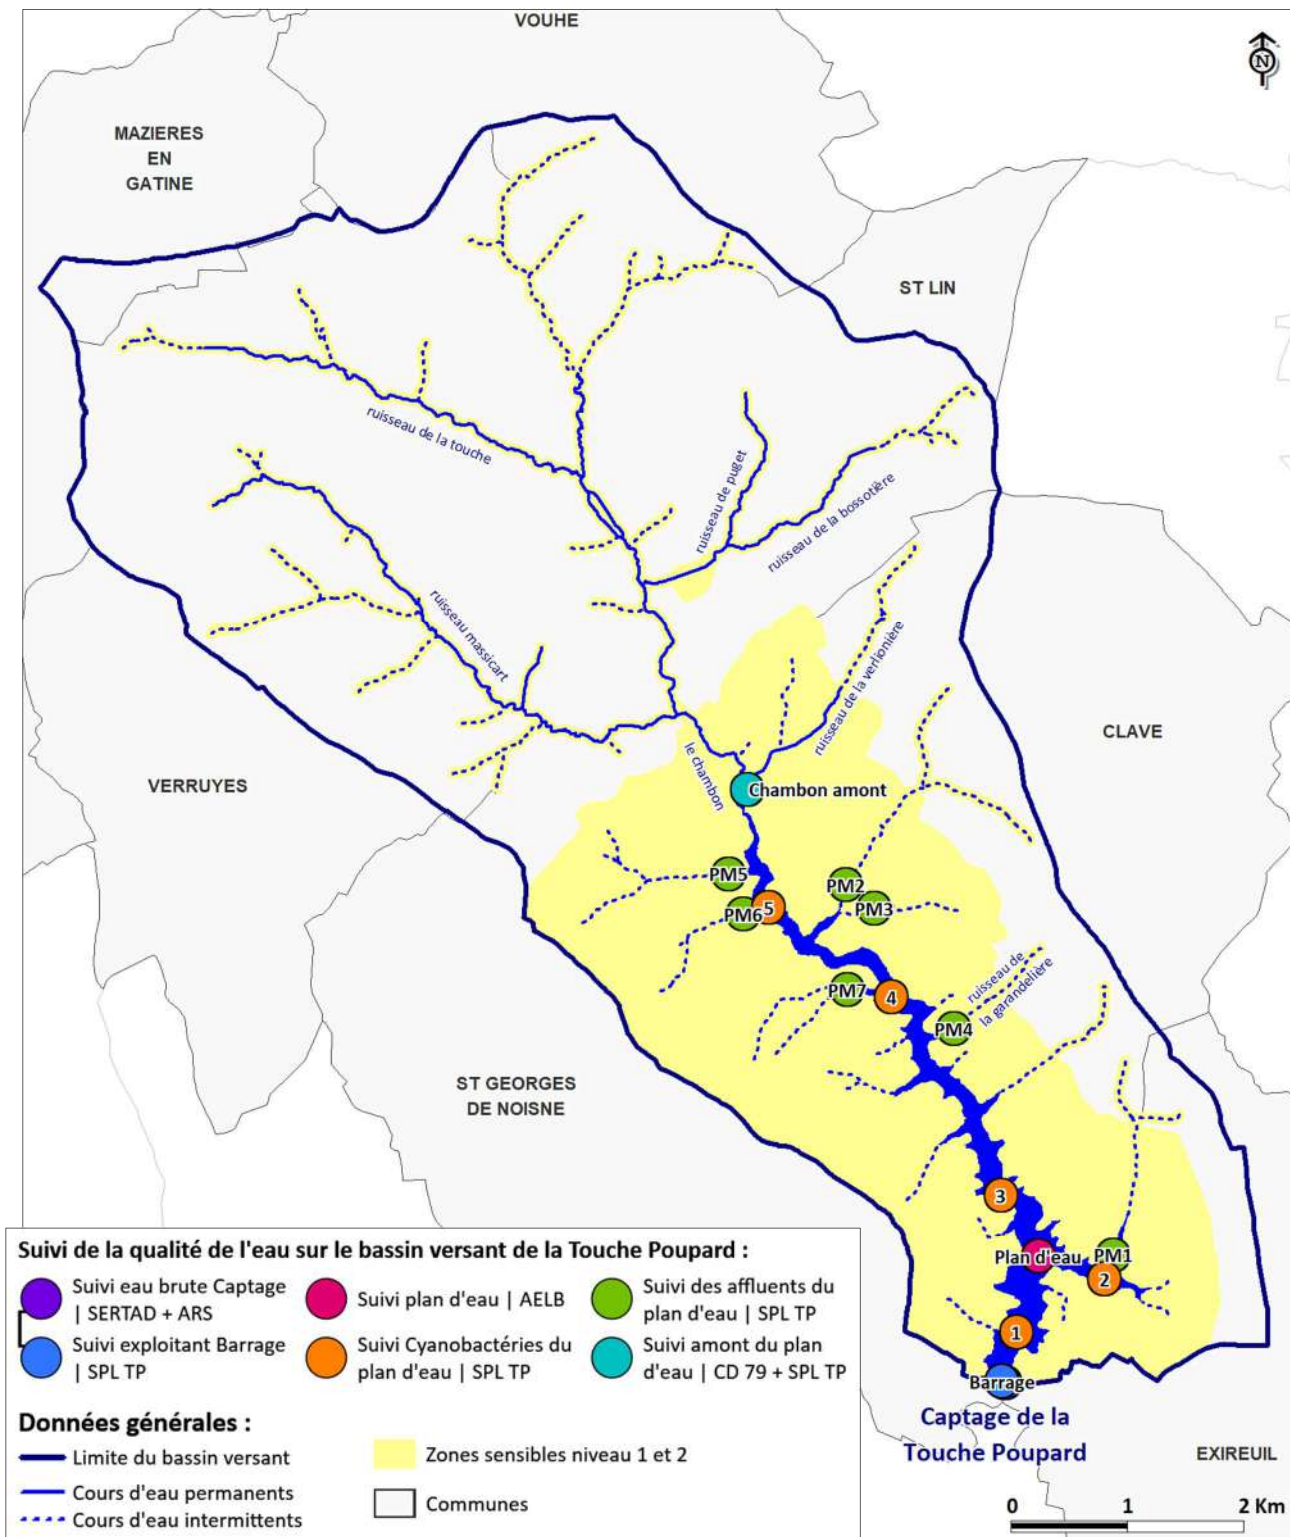 VOUHE
N
MAZIERES
EN
GATINE
ST LIN
ruisseau de la touche
ruisseau de puget
ruisseau de la bossotière
ruisseau massicart
ruisseau de la verlionière
le chambon
CLAVE
VERRUYES
Chambon amont
PM5
PM2
PM6
5
PM3
ruisseau de
la garandelière
PM7
4
PM4
ST GEORGES
DE NOISNE
3
Plan d'eau
PM1
2
1
Barrage
Captage de la
Touche Poupard
EXIREUIL
Suivi de la qualité de l'eau sur le bassin versant de la Touche Poupard :
Suivi eau brute Captage
| SERTAD + ARS
Suivi exploitant Barrage
| SPL TP
Suivi plan d'eau | AELB
Suivi Cyanobactéries du
plan d'eau | SPL TP
Suivi des affluents du
plan d'eau | SPL TP
Suivi amont du plan
d'eau | CD 79 + SPL TP
Données générales :
Limite du bassin versant
Cours d'eau permanents
Cours d'eau intermittents
Zones sensibles niveau 1 et 2
Communes
0 1 2 Km